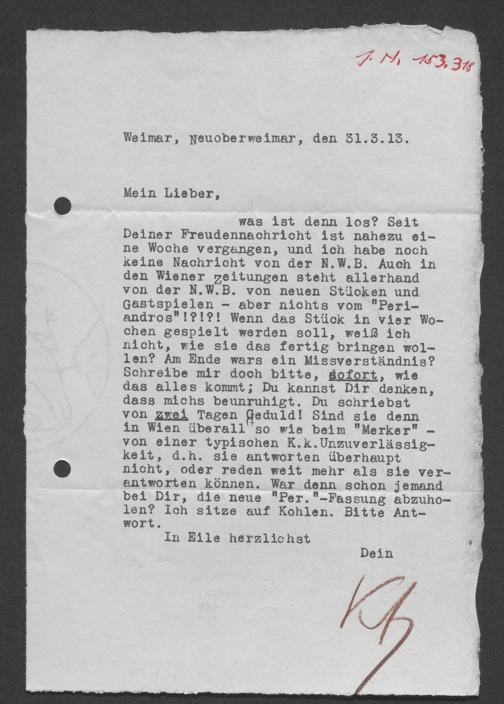 J. N. 153.318
Weimar, Neuoberweimar, den 31.3.13.
Mein Lieber,
was ist denn los? Seit
Deiner Freudennachricht ist nahezu ei-
ne Woche vergangen, und ich habe noch
keine Nachricht von der N.W.B. Auch in
den Wiener Zeitungen steht allerhand
von der N.W.B. von neuen Stücken und
Gastspielen - aber nichts vom "Peri-
andros"!?!?! Wenn das Stück in vier Wo-
chen gespielt werden soll, weiß ich
nicht, wie sie das fertig bringen wol-
len? Am Ende wars ein Missverständnis?
Schreibe mir doch bitte, sofort, wie
das alles kommt; Du kannst Dir denken,
dass michs beunruhigt. Du schriebst
von zwei Tagen Geduld! Sind sie denn
in Wien überall so wie beim "Merker" -
von einer typischen K.k.Unzuverlässig-
keit, d.h. sie antworten überhaupt
nicht, oder reden weit mehr als sie ver-
antworten können. War denn schon jemand
bei Dir, die neue "Per."-Fassung abzuho-
len? Ich sitze auf Kohlen. Bitte Ant-
wort.
In Eile herzlichst
Dein